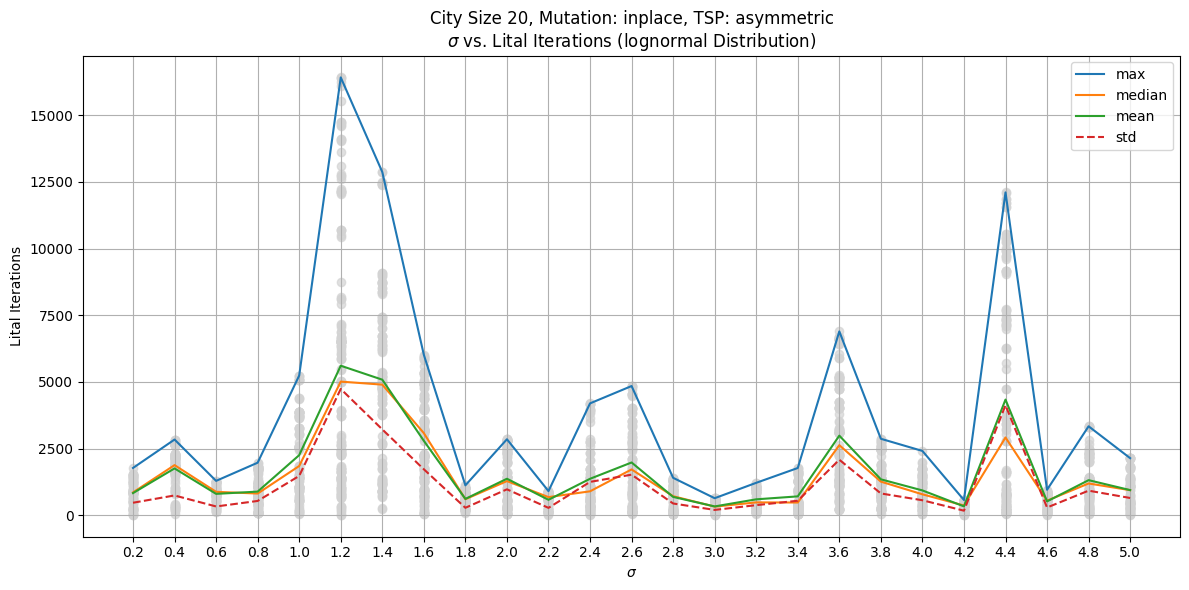 City Size 20, Mutation: inplace, TSP: asymmetric
σ vs. Lital Iterations (lognormal Distribution)
max
median
mean
std
Lital Iterations
15000
12500
10000
7500
5000
2500
0
0.2 0.4 0.6 0.8 1.0 1.2 1.4 1.6 1.8 2.0 2.2 2.4 2.6 2.8 3.0 3.2 3.4 3.6 3.8 4.0 4.2 4.4 4.6 4.8 5.0
σ